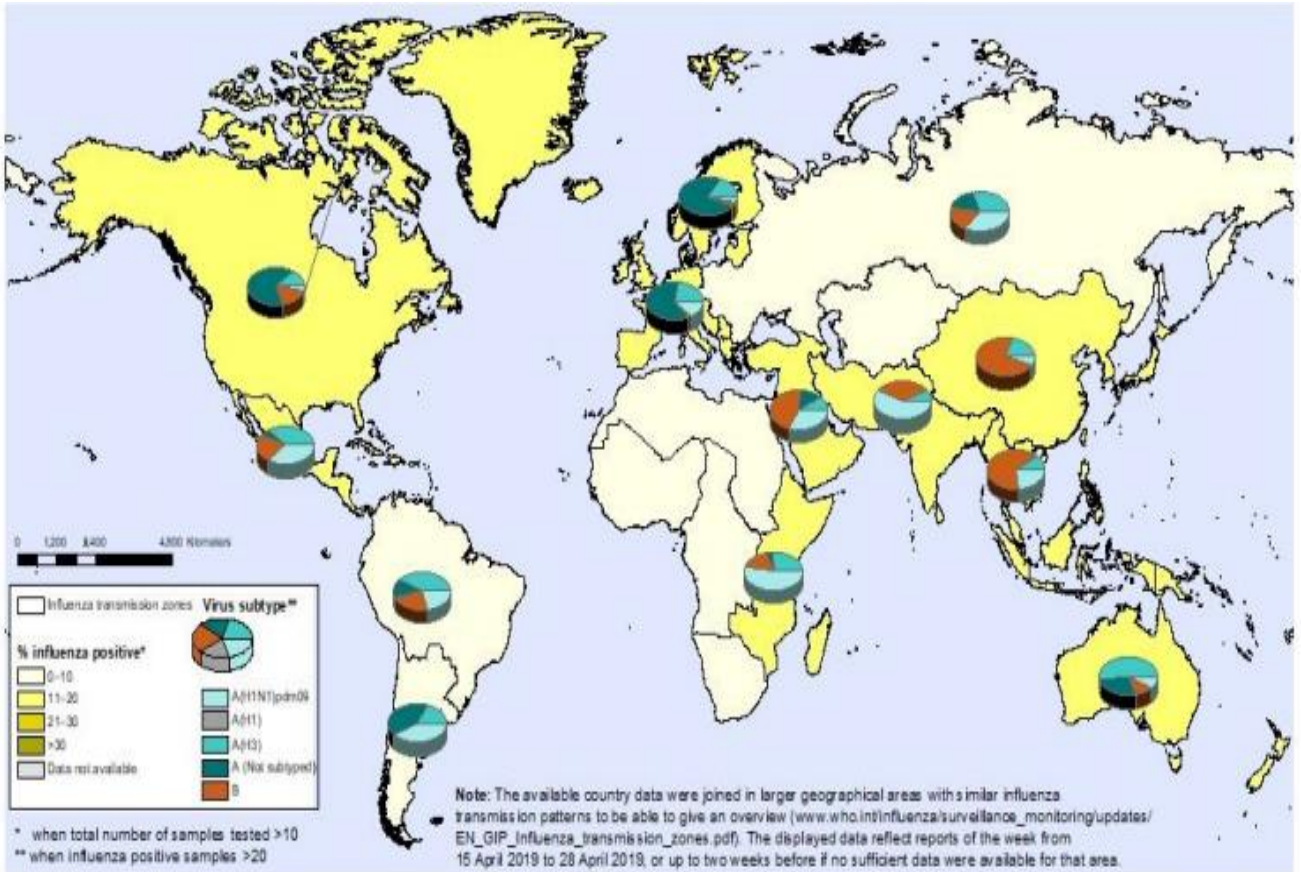 0 1,200 2,400 4,800 Kilometers
Influenza transmission zones
Virus subtype**
% influenza positive*
0-10
11-20
21-30
>30
Data not available
A(H1N1)pdm09
A(H1)
A(H3)
A (Not subtyped)
B
* when total number of samples tested >10
** when influenza positive samples >20
Note: The available country data were joined in larger geographical areas with similar influenza
transmission patterns to be able to give an overview (www.who.int/influenza/surveillance_monitoring/updates/
EN_GIP_Influenza_transmission_zones.pdf). The displayed data reflect reports of the week from
15 April 2019 to 28 April 2019, or up to two weeks before if no sufficient data were available for that area.